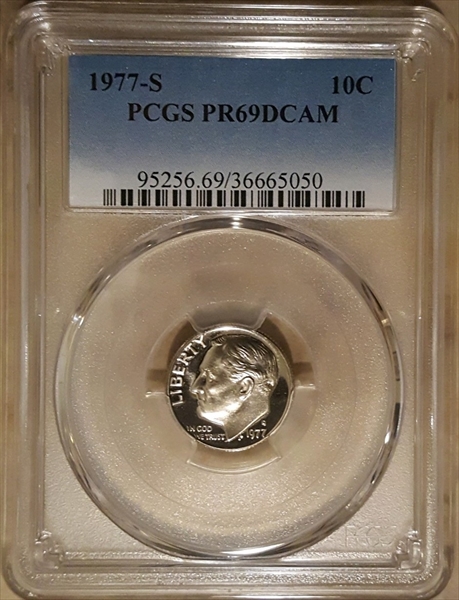 1977-S 10C
PCGS PR69DCAM
95256.69/36665050
LIBERTY
IN GOD
WE TRUST
S
1977